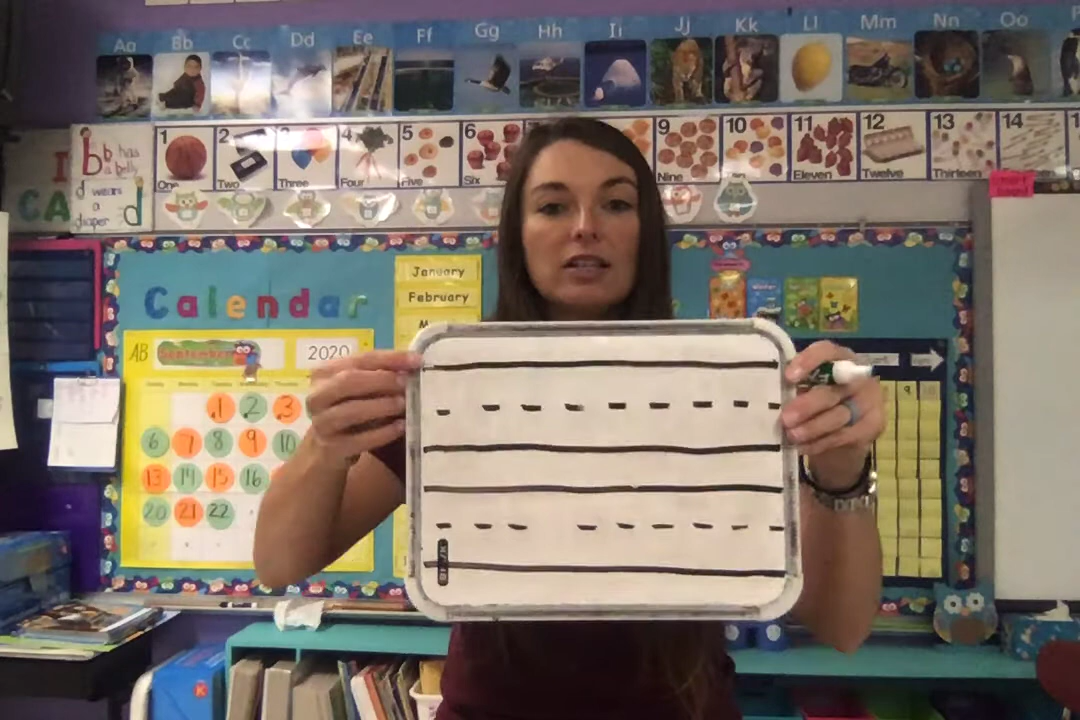 Aa Bb Cc Dd Ee Ff Gg Hh Ii Jj Kk Ll Mm Nn Oo
1 2 3 4 5 6 9 10 11 12 13 14
One Two Three Four Five Six Nine Ten Eleven Twelve Thirteen
b b has
a belly
d wears
a
diaper d
CA
Calendar
January
February
AB September 2020
1 2 3
6 7 8 9 10
13 14 15 16
20 21 22
K